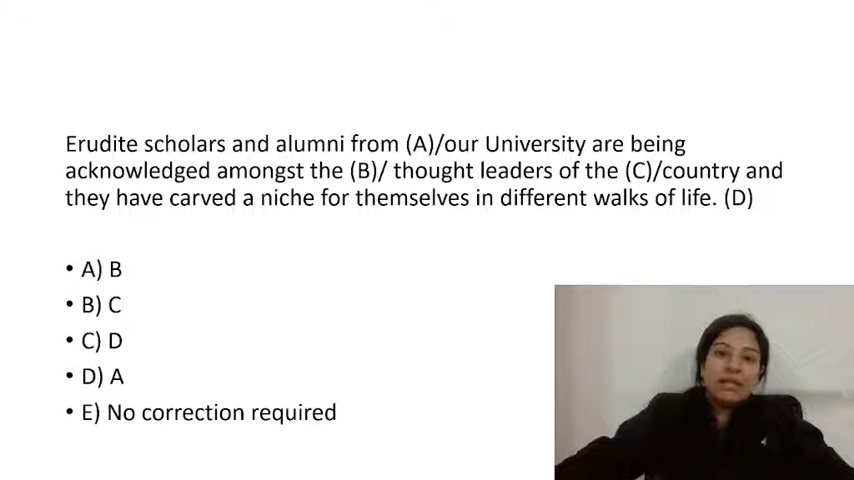 Erudite scholars and alumni from (A)/our University are being
acknowledged amongst the (B)/ thought leaders of the (C)/country and
they have carved a niche for themselves in different walks of life. (D)
• A) B
• B) C
• C) D
• D) A
• E) No correction required